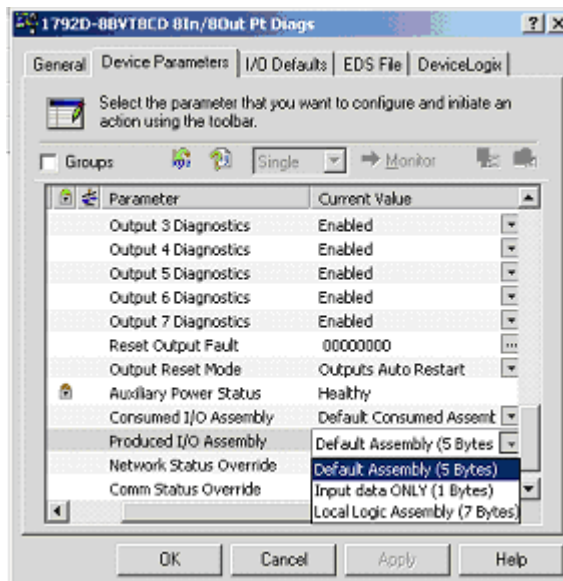 1792D-88VT8CD 8In/8Out Pt Diags
General Device Parameters I/O Defaults EDS File DeviceLogix
Select the parameter that you want to configure and initiate an
action using the toolbar.
Groups Single Monitor
Parameter Current Value
Output 3 Diagnostics Enabled
Output 4 Diagnostics Enabled
Output 5 Diagnostics Enabled
Output 6 Diagnostics Enabled
Output 7 Diagnostics Enabled
Reset Output Fault 00000000 ...
Output Reset Mode Outputs Auto Restart
Auxiliary Power Status Healthy
Consumed I/O Assembly Default Consumed Assemt
Produced I/O Assembly Default Assembly (5 Bytes
Network Status Override Default Assembly (5 Bytes)
Input data ONLY (1 Bytes)
Comm Status Override Local Logic Assembly (7 Bytes)
OK Cancel Apply Help